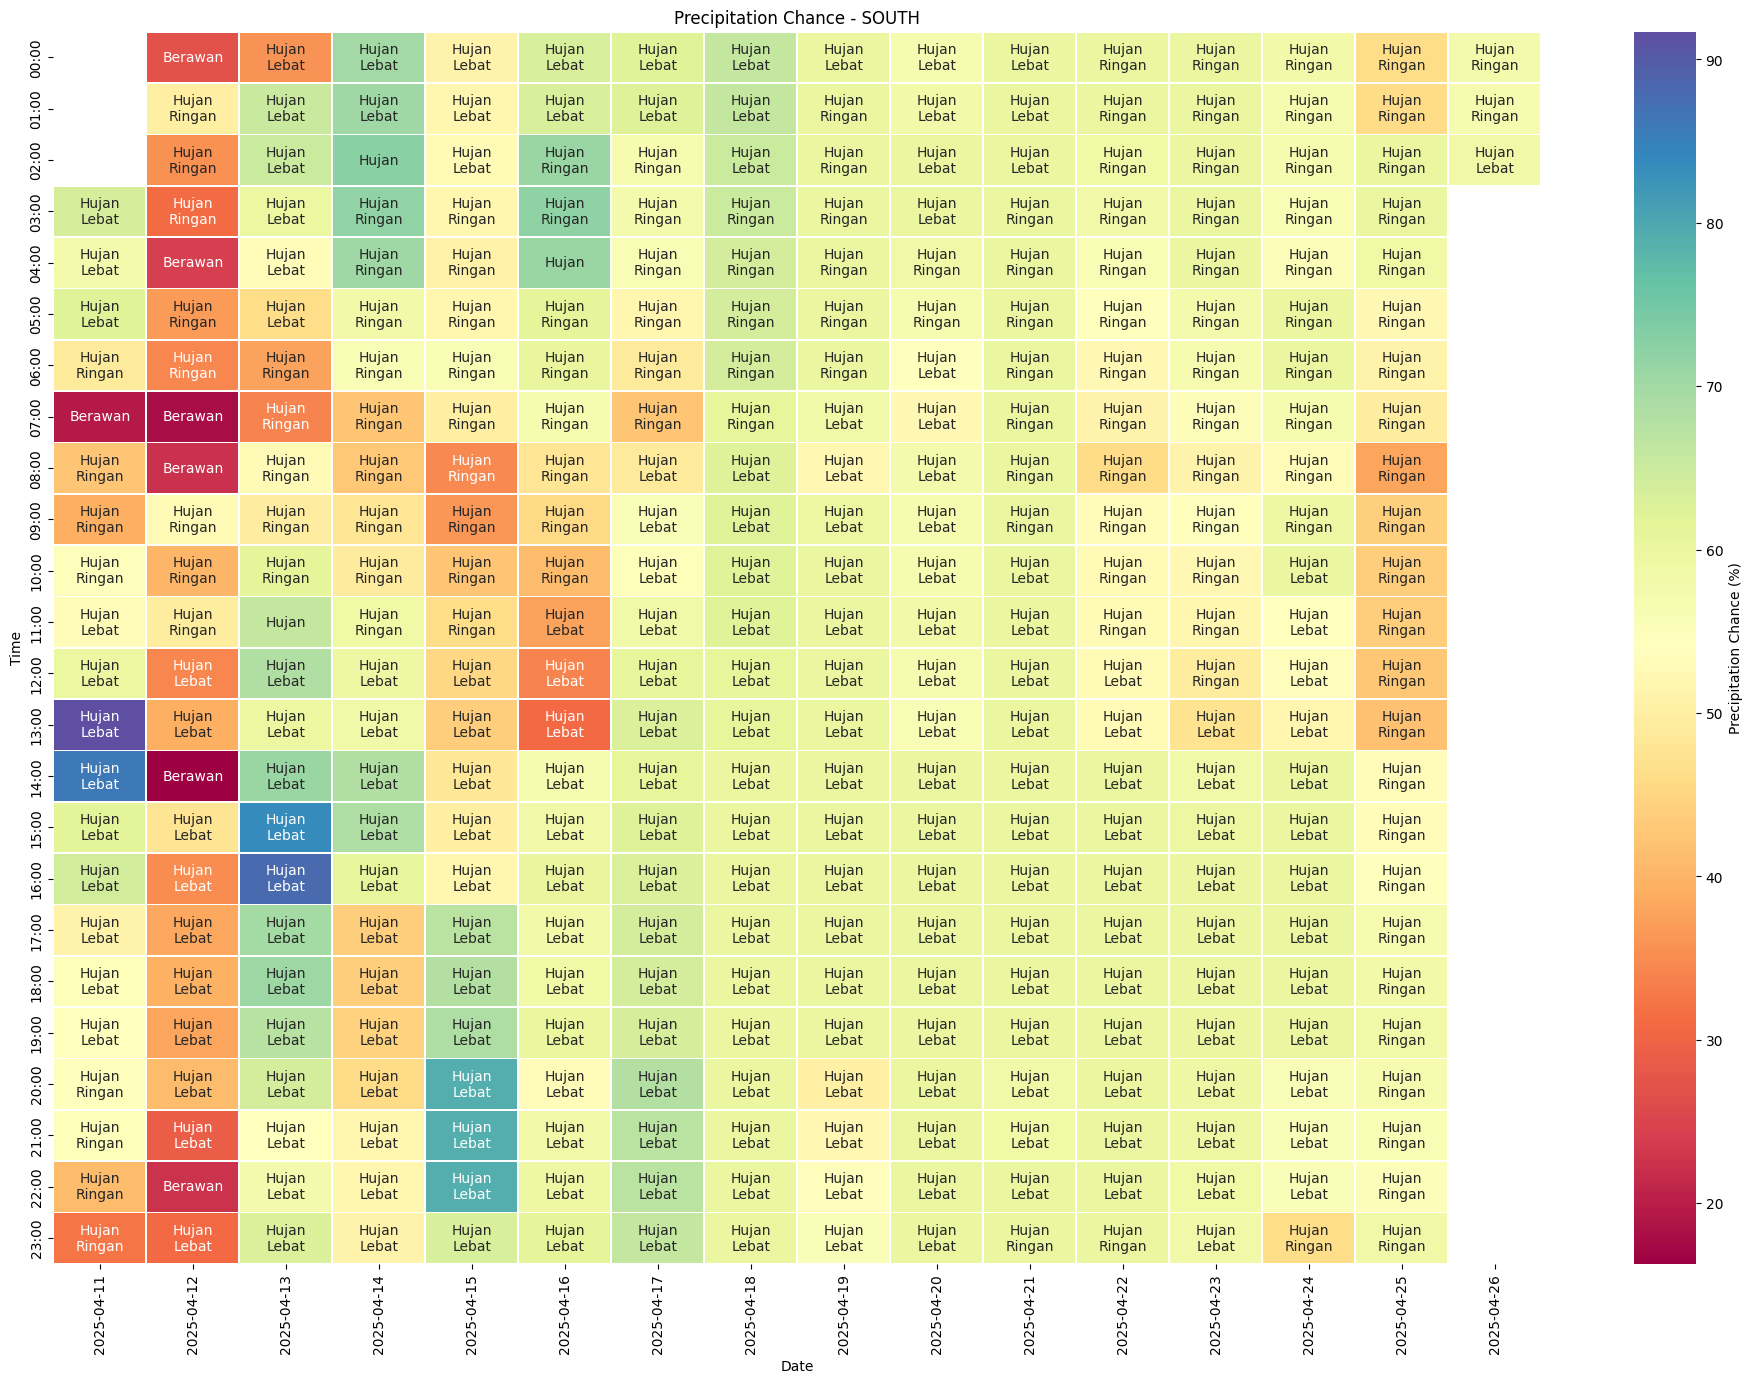 Precipitation Chance - SOUTH
00:00 Berawan Hujan Lebat Hujan Lebat Hujan Lebat Hujan Lebat Hujan Lebat Hujan Lebat Hujan Lebat Hujan Lebat Hujan Lebat Hujan Ringan Hujan Ringan Hujan Ringan Hujan Ringan Hujan Ringan
01:00 Hujan Ringan Hujan Lebat Hujan Lebat Hujan Lebat Hujan Lebat Hujan Lebat Hujan Lebat Hujan Ringan Hujan Lebat Hujan Lebat Hujan Ringan Hujan Ringan Hujan Ringan Hujan Ringan Hujan Ringan
02:00 Hujan Ringan Hujan Lebat Hujan Hujan Lebat Hujan Ringan Hujan Ringan Hujan Lebat Hujan Ringan Hujan Lebat Hujan Lebat Hujan Ringan Hujan Ringan Hujan Ringan Hujan Ringan Hujan Lebat
03:00 Hujan Lebat Hujan Ringan Hujan Lebat Hujan Ringan Hujan Ringan Hujan Ringan Hujan Ringan Hujan Ringan Hujan Ringan Hujan Lebat Hujan Ringan Hujan Ringan Hujan Ringan Hujan Ringan Hujan Ringan
04:00 Hujan Lebat Berawan Hujan Lebat Hujan Ringan Hujan Ringan Hujan Hujan Ringan Hujan Ringan Hujan Ringan Hujan Ringan Hujan Ringan Hujan Ringan Hujan Ringan Hujan Ringan Hujan Ringan
05:00 Hujan Lebat Hujan Ringan Hujan Lebat Hujan Ringan Hujan Ringan Hujan Ringan Hujan Ringan Hujan Ringan Hujan Ringan Hujan Ringan Hujan Ringan Hujan Ringan Hujan Ringan Hujan Ringan Hujan Ringan
06:00 Hujan Ringan Hujan Ringan Hujan Ringan Hujan Ringan Hujan Ringan Hujan Ringan Hujan Ringan Hujan Ringan Hujan Ringan Hujan Lebat Hujan Ringan Hujan Ringan Hujan Ringan Hujan Ringan Hujan Ringan
07:00 Berawan Berawan Hujan Ringan Hujan Ringan Hujan Ringan Hujan Ringan Hujan Ringan Hujan Ringan Hujan Lebat Hujan Lebat Hujan Ringan Hujan Ringan Hujan Ringan Hujan Ringan Hujan Ringan
08:00 Hujan Ringan Berawan Hujan Ringan Hujan Ringan Hujan Ringan Hujan Ringan Hujan Lebat Hujan Lebat Hujan Lebat Hujan Lebat Hujan Ringan Hujan Ringan Hujan Ringan Hujan Ringan Hujan Ringan
09:00 Hujan Ringan Hujan Ringan Hujan Ringan Hujan Ringan Hujan Ringan Hujan Ringan Hujan Lebat Hujan Lebat Hujan Lebat Hujan Lebat Hujan Ringan Hujan Ringan Hujan Ringan Hujan Ringan Hujan Ringan
10:00 Hujan Ringan Hujan Ringan Hujan Ringan Hujan Ringan Hujan Ringan Hujan Ringan Hujan Lebat Hujan Lebat Hujan Lebat Hujan Lebat Hujan Lebat Hujan Ringan Hujan Ringan Hujan Lebat Hujan Ringan
11:00 Hujan Lebat Hujan Ringan Hujan Hujan Ringan Hujan Ringan Hujan Lebat Hujan Lebat Hujan Lebat Hujan Lebat Hujan Lebat Hujan Lebat Hujan Ringan Hujan Ringan Hujan Lebat Hujan Ringan
12:00 Hujan Lebat Hujan Lebat Hujan Lebat Hujan Lebat Hujan Lebat Hujan Lebat Hujan Lebat Hujan Lebat Hujan Lebat Hujan Lebat Hujan Lebat Hujan Lebat Hujan Ringan Hujan Lebat Hujan Ringan
13:00 Hujan Lebat Hujan Lebat Hujan Lebat Hujan Lebat Hujan Lebat Hujan Lebat Hujan Lebat Hujan Lebat Hujan Lebat Hujan Lebat Hujan Lebat Hujan Lebat Hujan Lebat Hujan Lebat Hujan Ringan
14:00 Hujan Lebat Berawan Hujan Lebat Hujan Lebat Hujan Lebat Hujan Lebat Hujan Lebat Hujan Lebat Hujan Lebat Hujan Lebat Hujan Lebat Hujan Lebat Hujan Lebat Hujan Lebat Hujan Ringan
15:00 Hujan Lebat Hujan Lebat Hujan Lebat Hujan Lebat Hujan Lebat Hujan Lebat Hujan Lebat Hujan Lebat Hujan Lebat Hujan Lebat Hujan Lebat Hujan Lebat Hujan Lebat Hujan Lebat Hujan Ringan
16:00 Hujan Lebat Hujan Lebat Hujan Lebat Hujan Lebat Hujan Lebat Hujan Lebat Hujan Lebat Hujan Lebat Hujan Lebat Hujan Lebat Hujan Lebat Hujan Lebat Hujan Lebat Hujan Lebat Hujan Ringan
17:00 Hujan Lebat Hujan Lebat Hujan Lebat Hujan Lebat Hujan Lebat Hujan Lebat Hujan Lebat Hujan Lebat Hujan Lebat Hujan Lebat Hujan Lebat Hujan Lebat Hujan Lebat Hujan Lebat Hujan Ringan
18:00 Hujan Lebat Hujan Lebat Hujan Lebat Hujan Lebat Hujan Lebat Hujan Lebat Hujan Lebat Hujan Lebat Hujan Lebat Hujan Lebat Hujan Lebat Hujan Lebat Hujan Lebat Hujan Lebat Hujan Ringan
19:00 Hujan Lebat Hujan Lebat Hujan Lebat Hujan Lebat Hujan Lebat Hujan Lebat Hujan Lebat Hujan Lebat Hujan Lebat Hujan Lebat Hujan Lebat Hujan Lebat Hujan Lebat Hujan Lebat Hujan Ringan
20:00 Hujan Ringan Hujan Lebat Hujan Lebat Hujan Lebat Hujan Lebat Hujan Lebat Hujan Lebat Hujan Lebat Hujan Lebat Hujan Lebat Hujan Lebat Hujan Lebat Hujan Lebat Hujan Lebat Hujan Ringan
21:00 Hujan Ringan Hujan Lebat Hujan Lebat Hujan Lebat Hujan Lebat Hujan Lebat Hujan Lebat Hujan Lebat Hujan Lebat Hujan Lebat Hujan Lebat Hujan Lebat Hujan Lebat Hujan Lebat Hujan Ringan
22:00 Hujan Ringan Berawan Hujan Lebat Hujan Lebat Hujan Lebat Hujan Lebat Hujan Lebat Hujan Lebat Hujan Lebat Hujan Lebat Hujan Lebat Hujan Lebat Hujan Lebat Hujan Lebat Hujan Ringan
23:00 Hujan Ringan Hujan Lebat Hujan Lebat Hujan Lebat Hujan Lebat Hujan Lebat Hujan Lebat Hujan Lebat Hujan Lebat Hujan Lebat Hujan Ringan Hujan Ringan Hujan Lebat Hujan Ringan Hujan Ringan
Time
2025-04-11 2025-04-12 2025-04-13 2025-04-14 2025-04-15 2025-04-16 2025-04-17 2025-04-18 2025-04-19 2025-04-20 2025-04-21 2025-04-22 2025-04-23 2025-04-24 2025-04-25 2025-04-26
Date
90
80
70
60
50
40
30
20
Precipitation Chance (%)